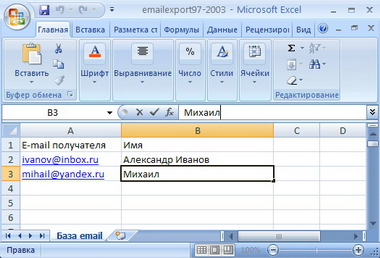 emailexport97-2003 - Microsoft Excel
Главная Вставка Разметка ст Формулы Данные Рецензиров Вид
Вставить Шрифт Выравнивание Число Стили Ячейки
Буфер обмена Редактирование
B3 Михаил
A B C D
1 E-mail получателя Имя
2 ivanov@inbox.ru Александр Иванов
3 mihail@yandex.ru Михаил
4
5
6
7
База email
Правка 100%